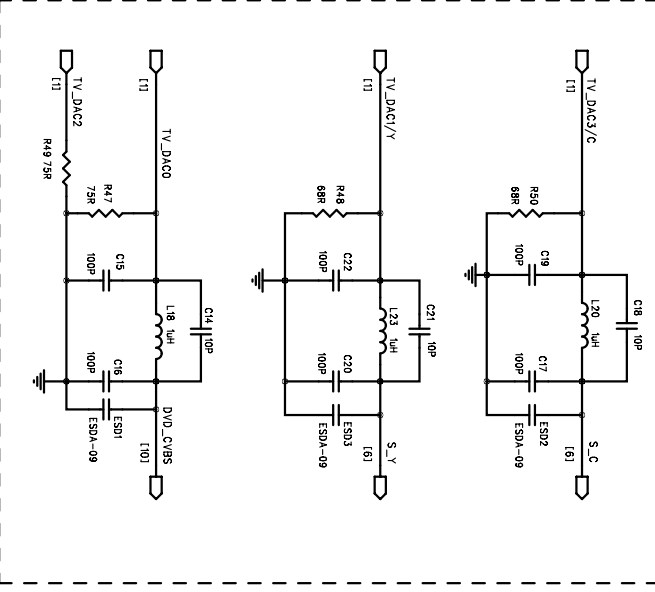 TV_DAC3/C
[1]
R50
68R
C19
100P
L20
1uH
C18
10P
C17
100P
ESD2
ESDA-09
S_C
[6]
TV_DAC1/Y
[1]
R48
68R
C22
100P
L23
1uH
C21
10P
C20
100P
ESD3
ESDA-09
S_Y
[6]
TV_DAC0
[1]
TV_DAC2
[1]
R49 75R
R47
75R
C15
100P
L18
1uH
C14
10P
C16
100P
ESD1
ESDA-09
DVD_CVBS
[10]